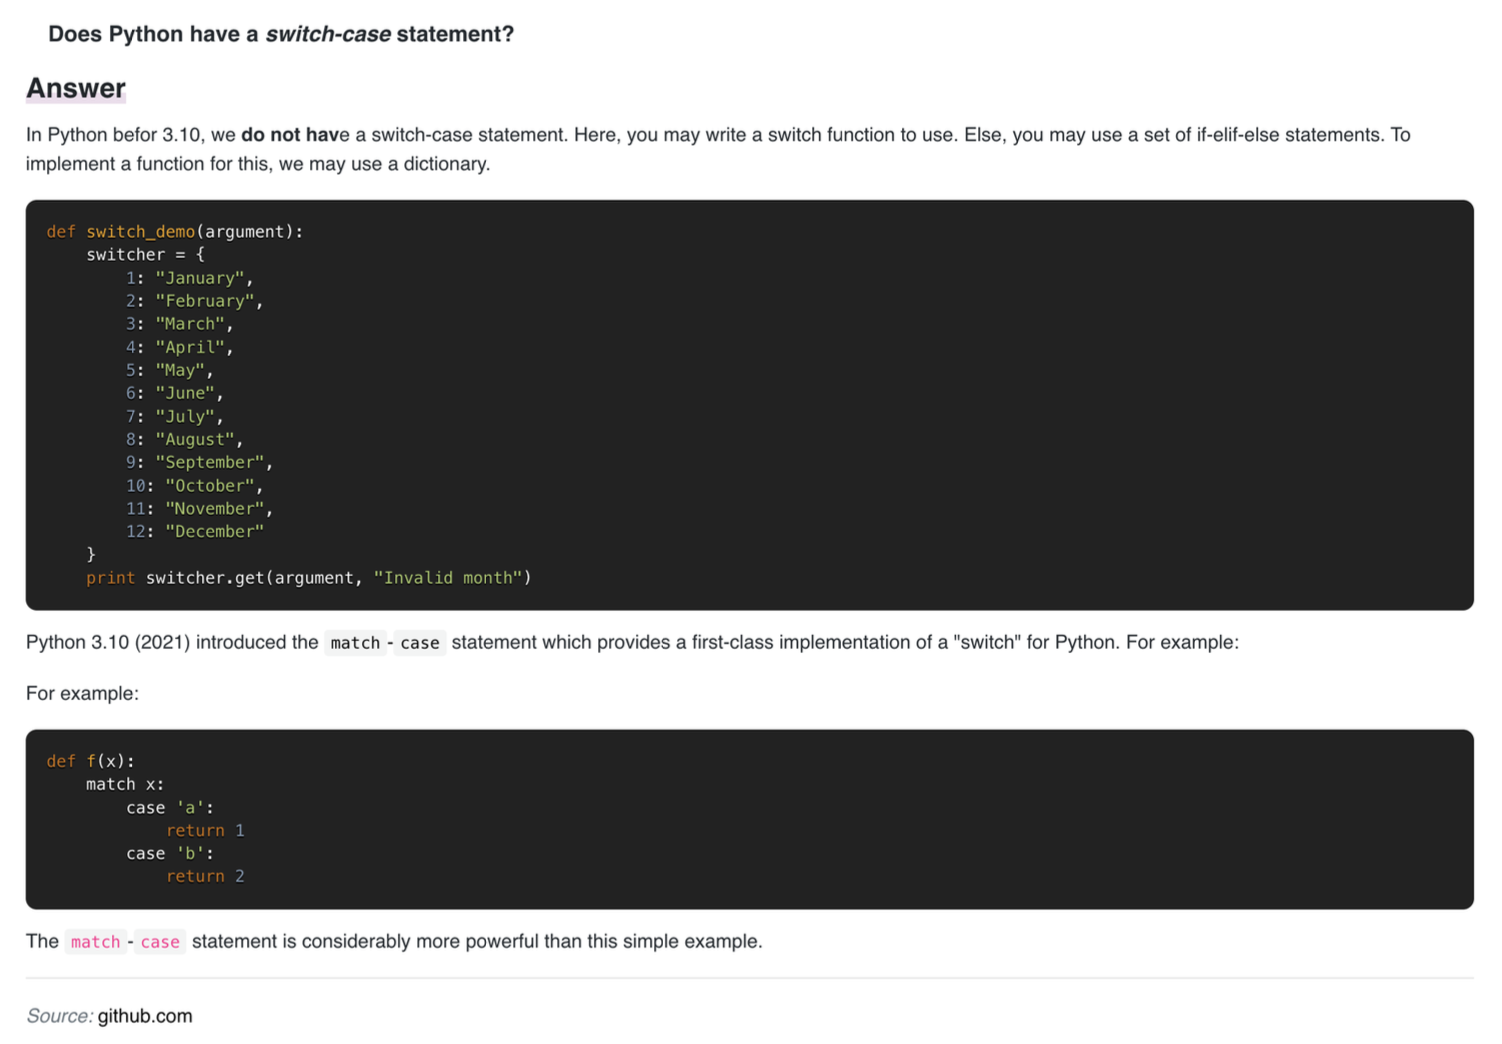 Does Python have a switch-case statement?
Answer
In Python befor 3.10, we do not have a switch-case statement. Here, you may write a switch function to use. Else, you may use a set of if-elif-else statements. To
implement a function for this, we may use a dictionary.
def switch_demo(argument):
    switcher = {
        1: "January",
        2: "February",
        3: "March",
        4: "April",
        5: "May",
        6: "June",
        7: "July",
        8: "August",
        9: "September",
        10: "October",
        11: "November",
        12: "December"
    }
    print switcher.get(argument, "Invalid month")
Python 3.10 (2021) introduced the match-case statement which provides a first-class implementation of a "switch" for Python. For example:
For example:
def f(x):
    match x:
        case 'a':
            return 1
        case 'b':
            return 2
The match-case statement is considerably more powerful than this simple example.
Source: github.com